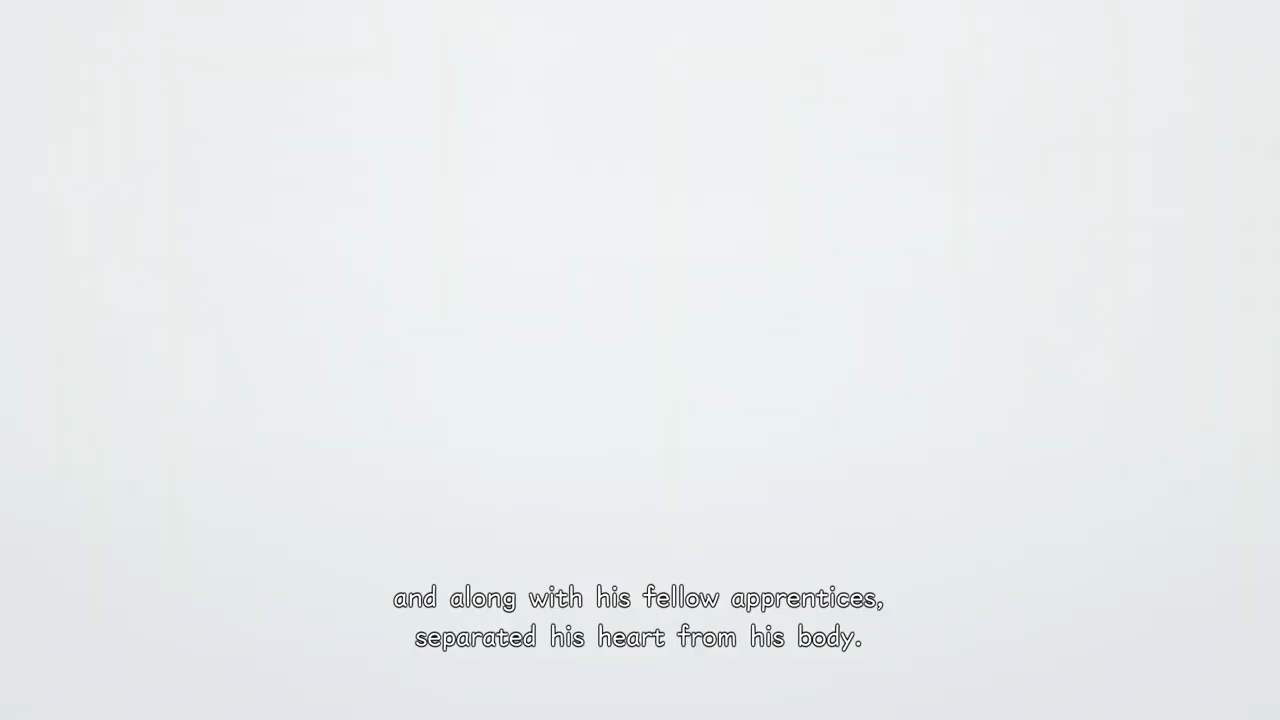 and along with his fellow apprentices,
separated his heart from his body.